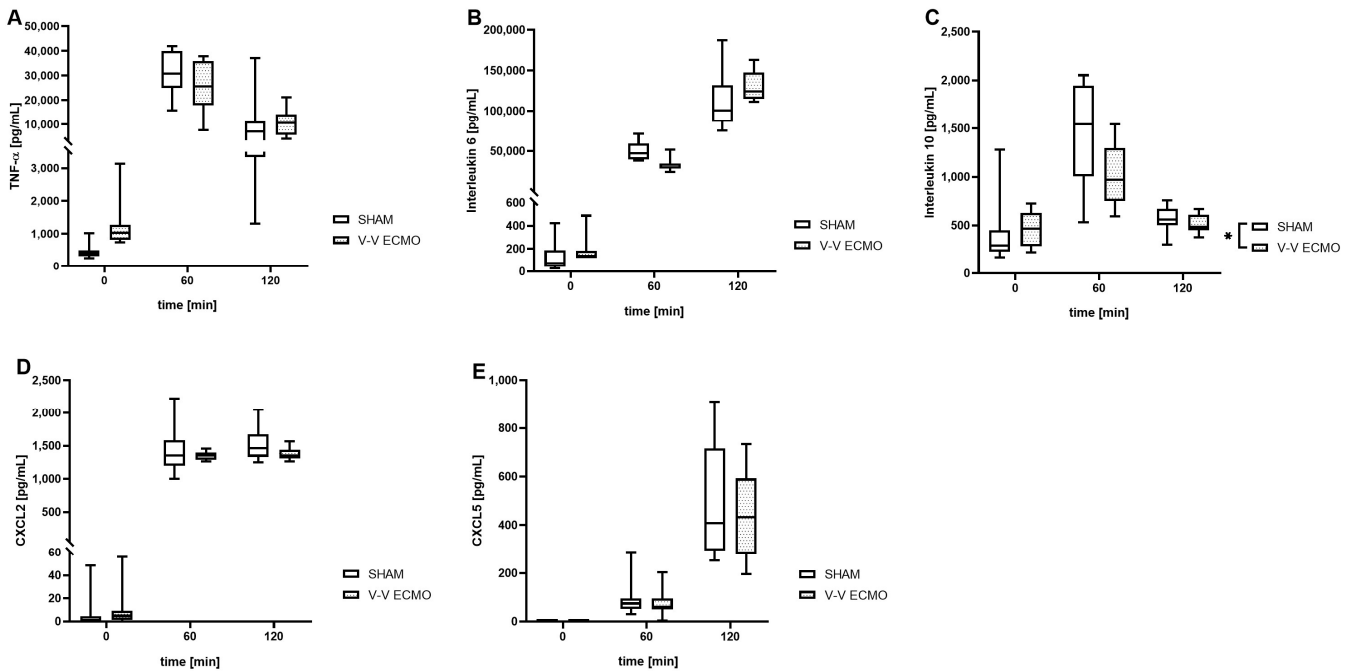 A
TNF-α [pg/mL]
50,000
40,000
30,000
20,000
10,000
3,000
2,000
1,000
0
0 60 120
time [min]
SHAM
V-V ECMO
B
Interleukin 6 [pg/mL]
200,000
150,000
100,000
50,000
600
400
200
0
0 60 120
time [min]
SHAM
V-V ECMO
C
Interleukin 10 [pg/mL]
2,500
2,000
1,500
1,000
500
0
0 60 120
time [min]
*
SHAM
V-V ECMO
D
CXCL2 [pg/mL]
2,500
2,000
1,500
1,000
500
60
40
20
0
0 60 120
time [min]
SHAM
V-V ECMO
E
CXCL5 [pg/mL]
1,000
800
600
400
200
0
0 60 120
time [min]
SHAM
V-V ECMO